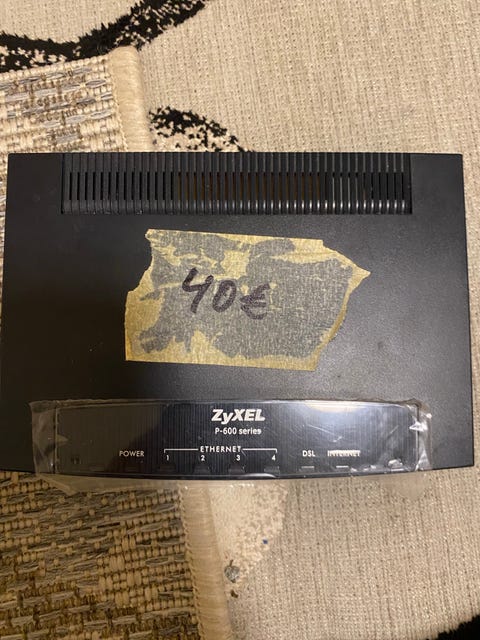 40€
ZyXEL
P-600 series
ETHERNET
POWER 1 2 3 4 DSL INTERNET